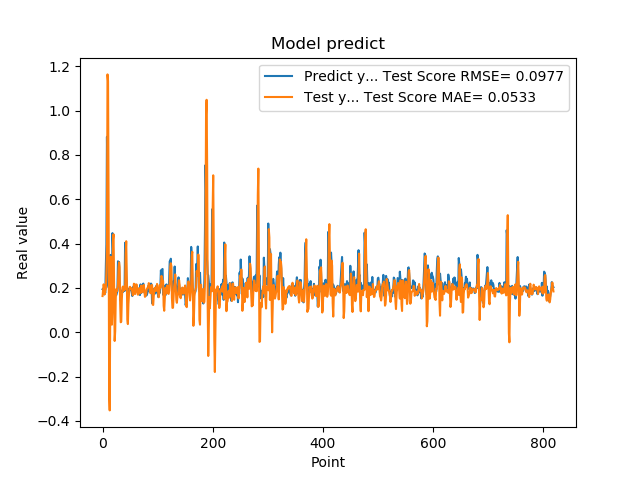 Model predict
Predict y... Test Score RMSE= 0.0977
Test y... Test Score MAE= 0.0533
Real value
1.2
1.0
0.8
0.6
0.4
0.2
0.0
−0.2
−0.4
0 200 400 600 800
Point